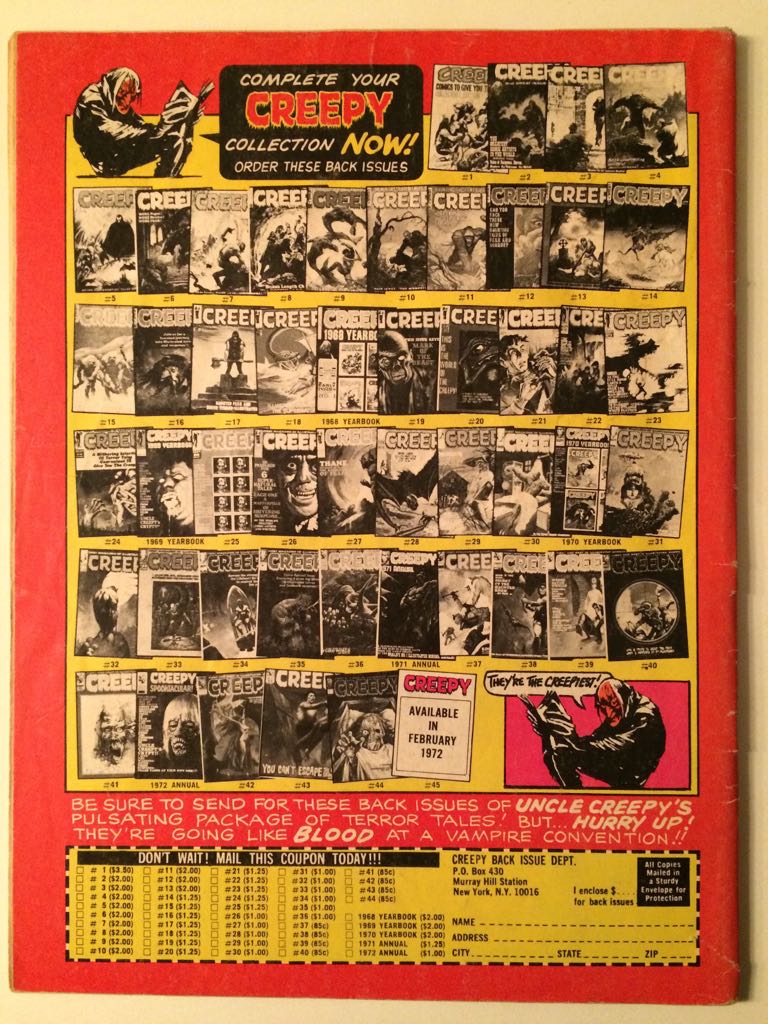 COMPLETE YOUR
CREEPY
COLLECTION NOW!
ORDER THESE BACK ISSUES
#1 #2 #3 #4
#5 #6 #7 #8 #9 #10 #11 #12 #13 #14
#15 #16 #17 #18 1968 YEARBOOK #19 #20 #21 #22 #23
#24 1969 YEARBOOK #25 #26 #27 #28 #29 #30 1970 YEARBOOK #31
#32 #33 #34 #35 #36 1971 ANNUAL #37 #38 #39 #40
THEY'RE THE CREEPIEST!
CREEPY
AVAILABLE
IN
FEBRUARY
1972
#41 1972 ANNUAL #42 #43 #44 #45
BE SURE TO SEND FOR THESE BACK ISSUES OF UNCLE CREEPY'S
PULSATING PACKAGE OF TERROR TALES! BUT... HURRY UP!
THEY'RE GOING LIKE BLOOD AT A VAMPIRE CONVENTION!!
DON'T WAIT! MAIL THIS COUPON TODAY!!!
# 1 ($3.50)
# 2 ($2.00)
# 3 ($2.00)
# 4 ($2.00)
# 5 ($2.00)
# 6 ($2.00)
# 7 ($2.00)
# 8 ($2.00)
# 9 ($2.00)
#10 ($2.00)
#11 ($2.00)
#12 ($2.00)
#13 ($2.00)
#14 ($1.25)
#15 ($1.25)
#16 ($1.25)
#17 ($1.25)
#18 ($1.25)
#19 ($1.25)
#20 ($1.25)
#21 ($1.25)
#22 ($1.25)
#23 ($1.25)
#24 ($1.25)
#25 ($1.25)
#26 ($1.00)
#27 ($1.00)
#28 ($1.00)
#29 ($1.00)
#30 ($1.00)
#31 ($1.00)
#32 ($1.00)
#33 ($1.00)
#34 ($1.00)
#35 ($1.00)
#36 ($1.00)
#37 (85c)
#38 (85c)
#39 (85c)
#40 (85c)
#41 (85c)
#42 (85c)
#43 (85c)
#44 (85c)
1968 YEARBOOK ($2.00)
1969 YEARBOOK ($2.00)
1970 YEARBOOK ($2.00)
1971 ANNUAL ($1.25)
1972 ANNUAL ($1.00)
CREEPY BACK ISSUE DEPT.
P.O. Box 430
Murray Hill Station
New York, N.Y. 10016
I enclose $....
for back issues
All Copies
Mailed in
a Sturdy
Envelope for
Protection
NAME
ADDRESS
CITY STATE ZIP